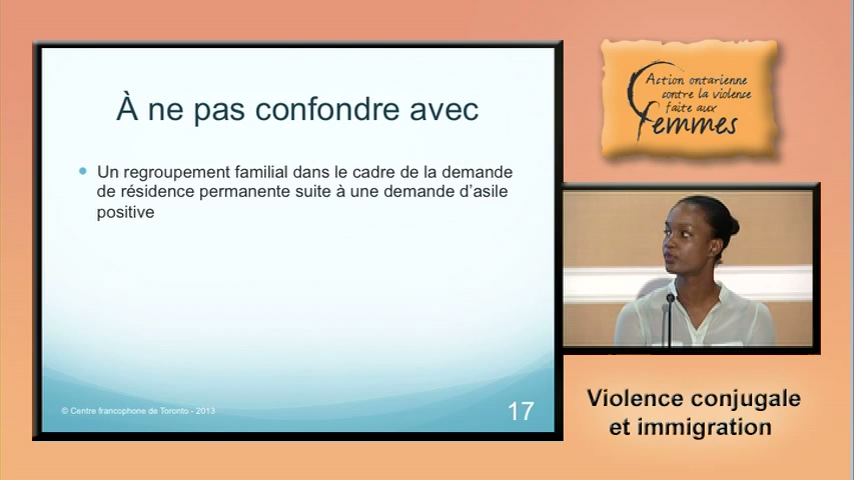 À ne pas confondre avec
Un regroupement familial dans le cadre de la demande
de résidence permanente suite à une demande d'asile
positive
© Centre francophone de Toronto - 2013
17
Action ontarienne
contre la violence
faite aux
femmes
Violence conjugale
et immigration